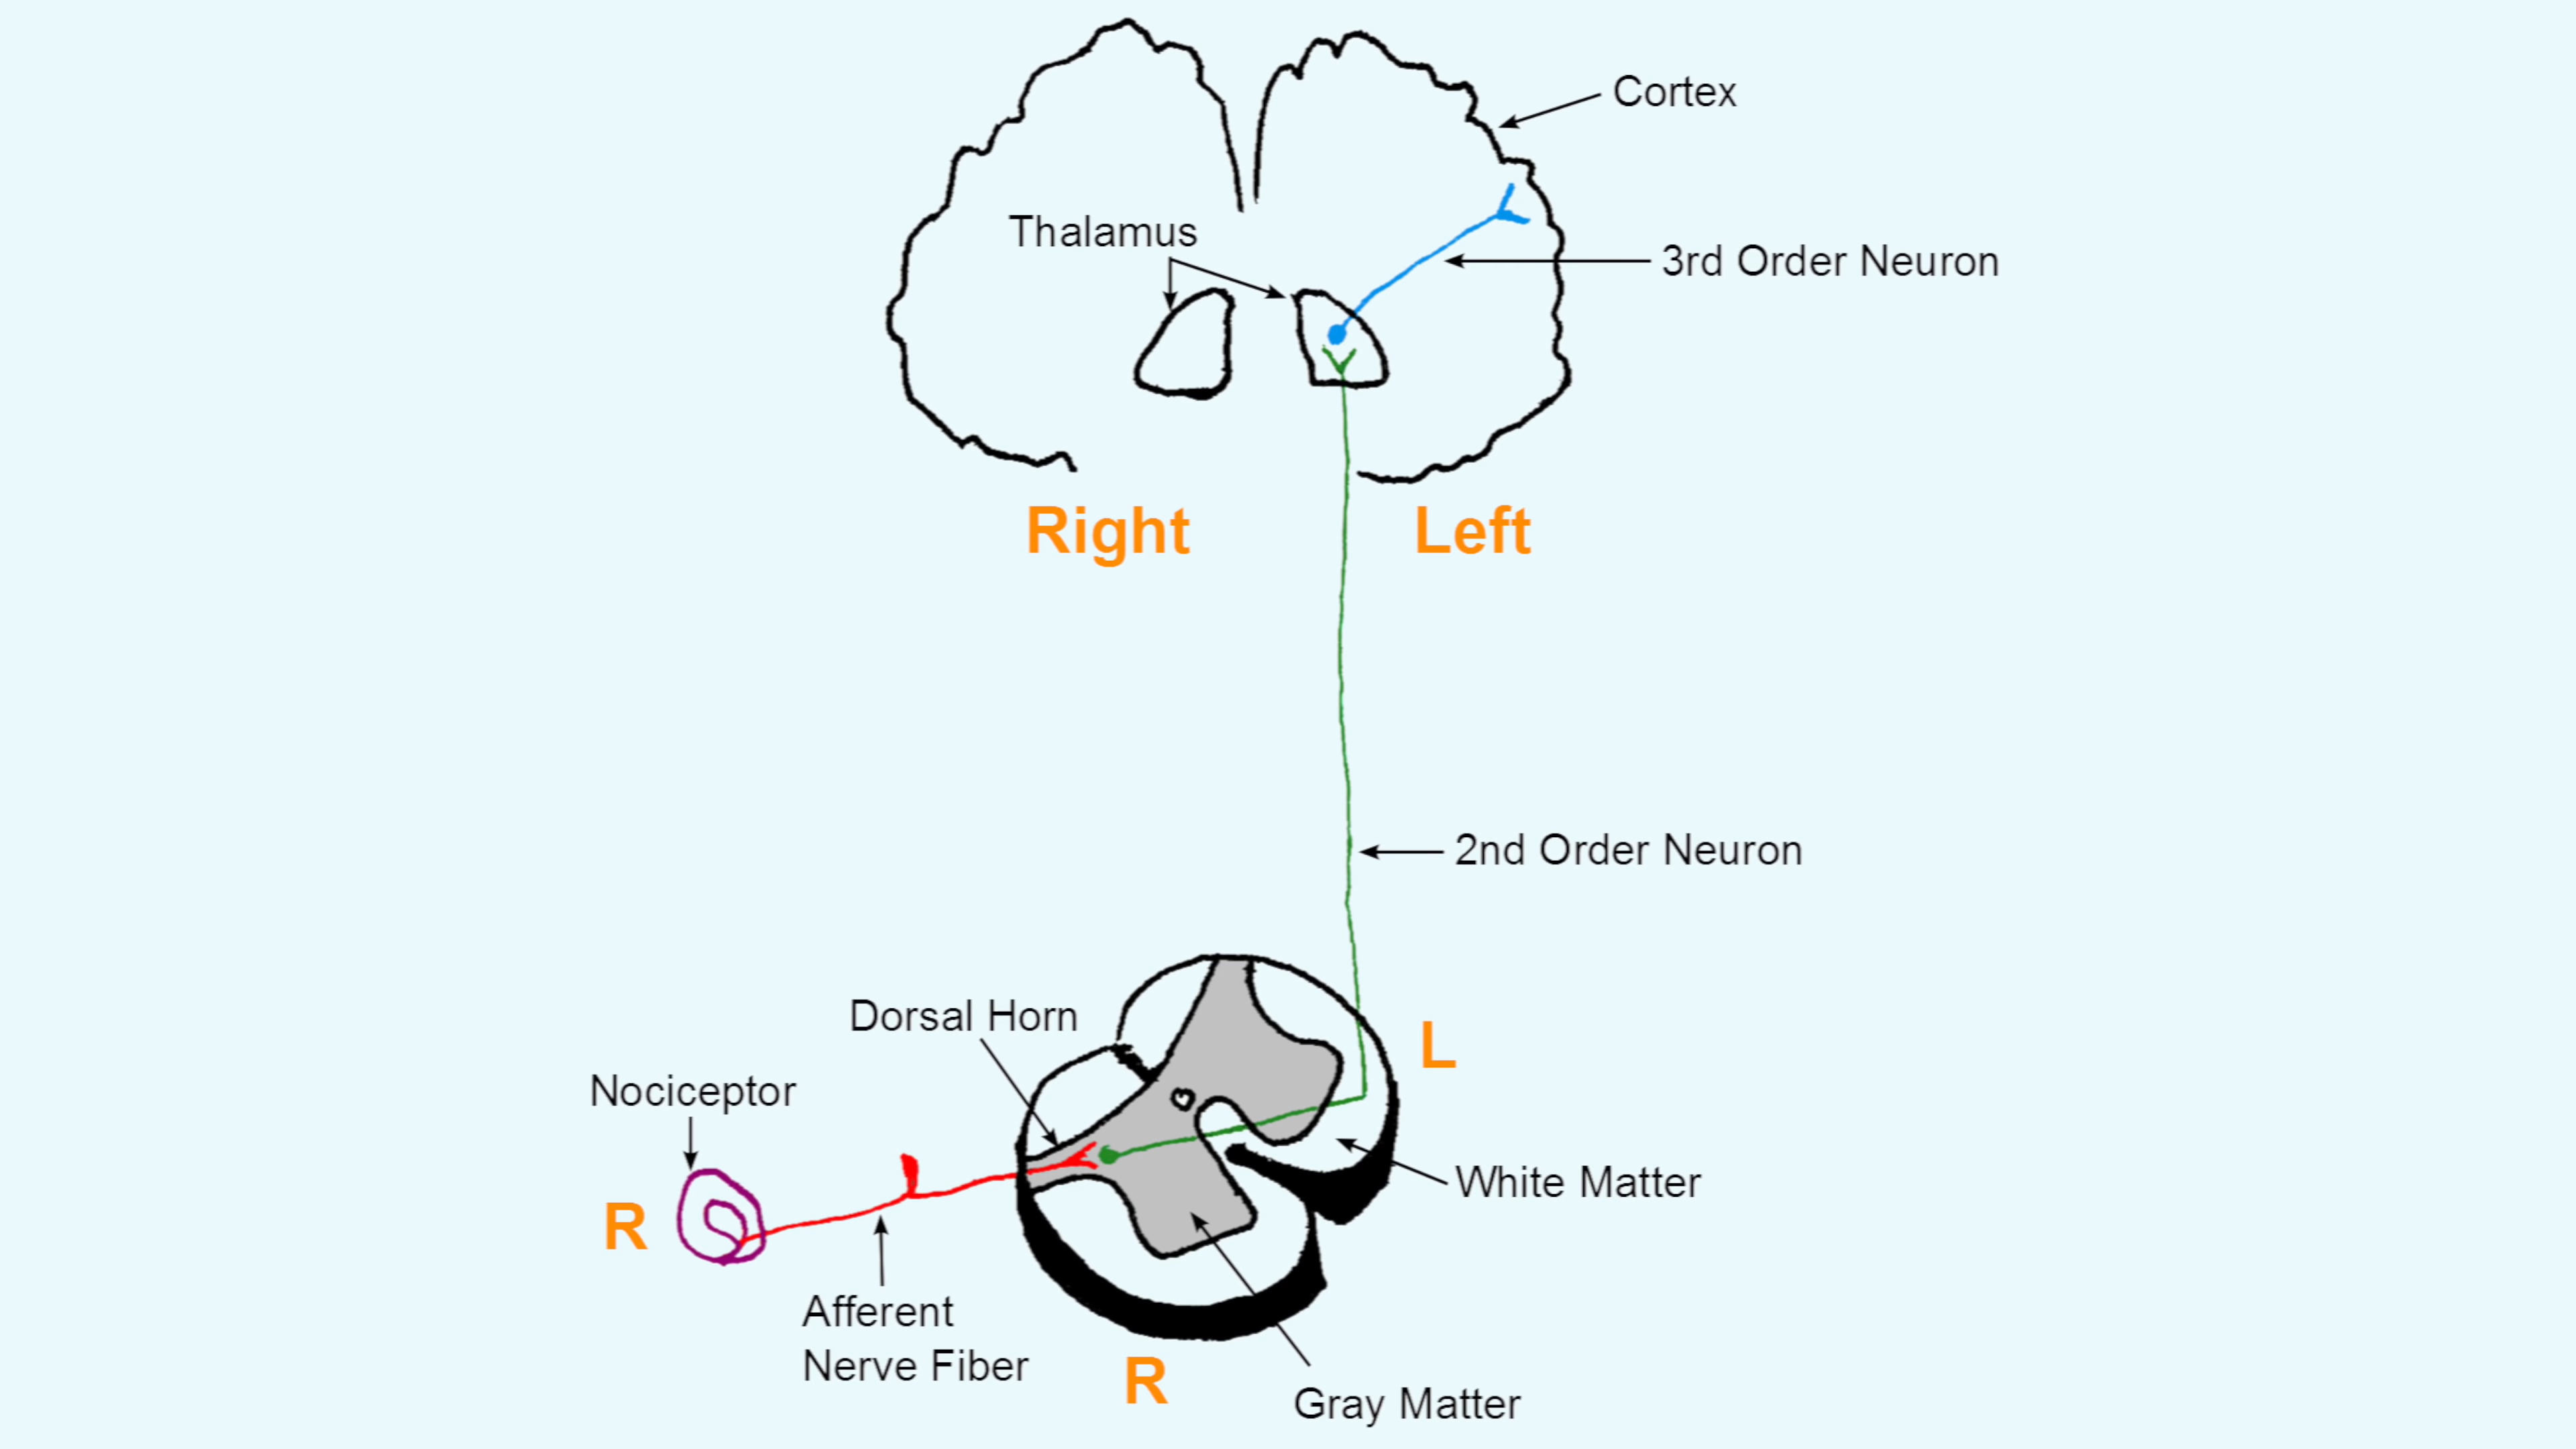 Cortex
Thalamus
3rd Order Neuron
Right
Left
2nd Order Neuron
Dorsal Horn
L
Nociceptor
White Matter
R
Afferent
Nerve Fiber
R
Gray Matter